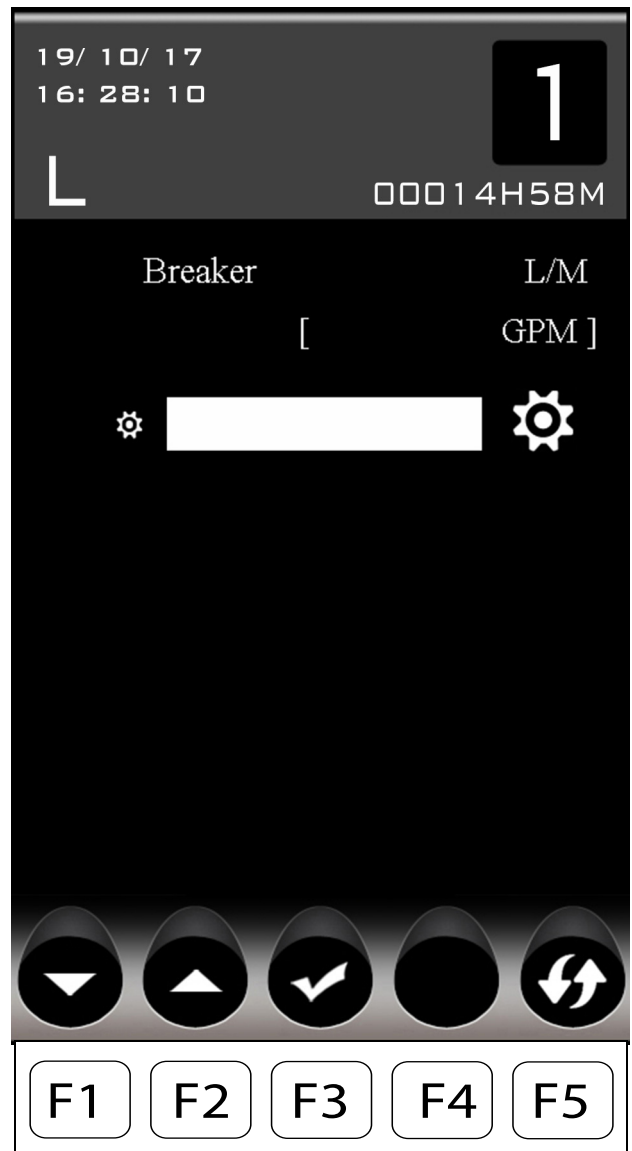 19/ 10/ 17
16: 28: 10
1
L
00014H58M
Breaker L/M
[ GPM ]
F1 F2 F3 F4 F5